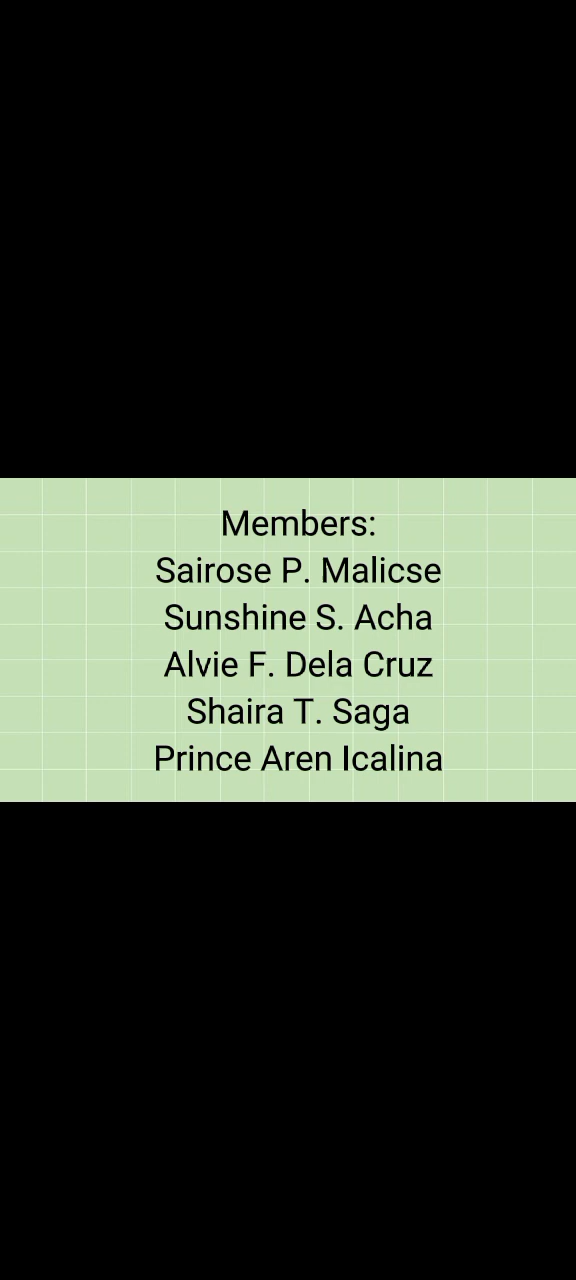 Members:
Sairose P. Malicse
Sunshine S. Acha
Alvie F. Dela Cruz
Shaira T. Saga
Prince Aren Icalina